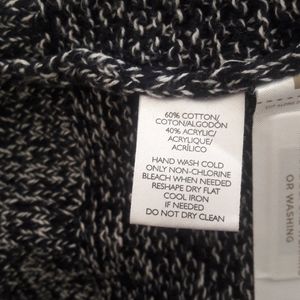 60% COTTON/
COTON/ALGODÓN
40% ACRYLIC/
ACRYLIQUE/
ACRÍLICO
HAND WASH COLD
ONLY NON-CHLORINE
BLEACH WHEN NEEDED
RESHAPE DRY FLAT
COOL IRON
IF NEEDED
DO NOT DRY CLEAN
OR WASHING